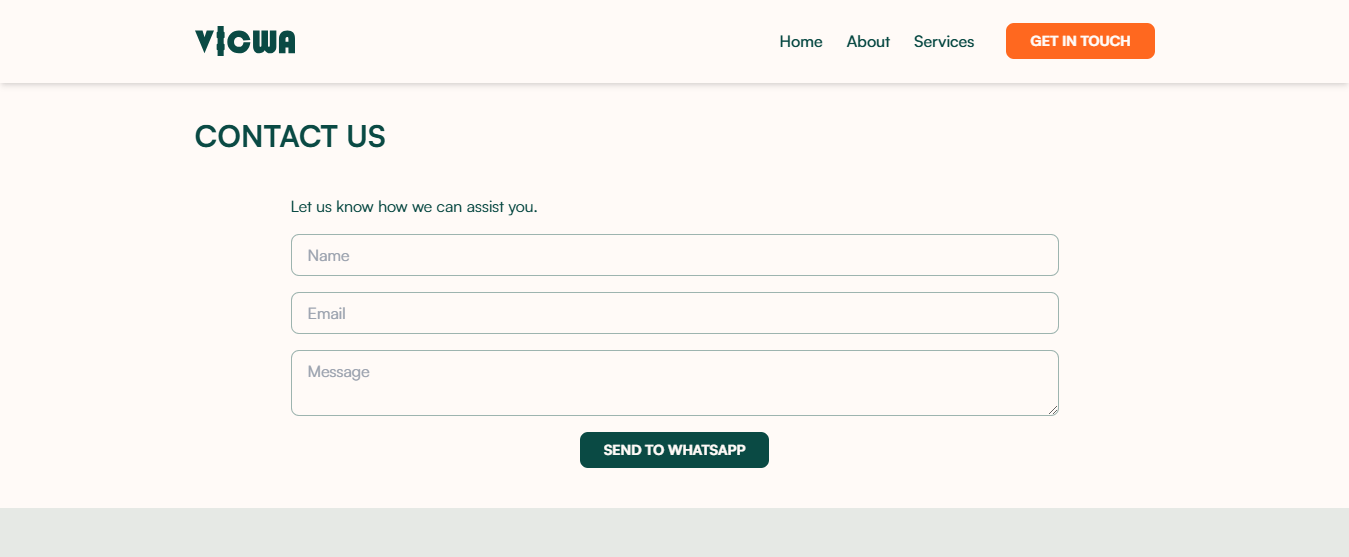 VICWA
Home About Services GET IN TOUCH
CONTACT US
Let us know how we can assist you.
Name
Email
Message
SEND TO WHATSAPP